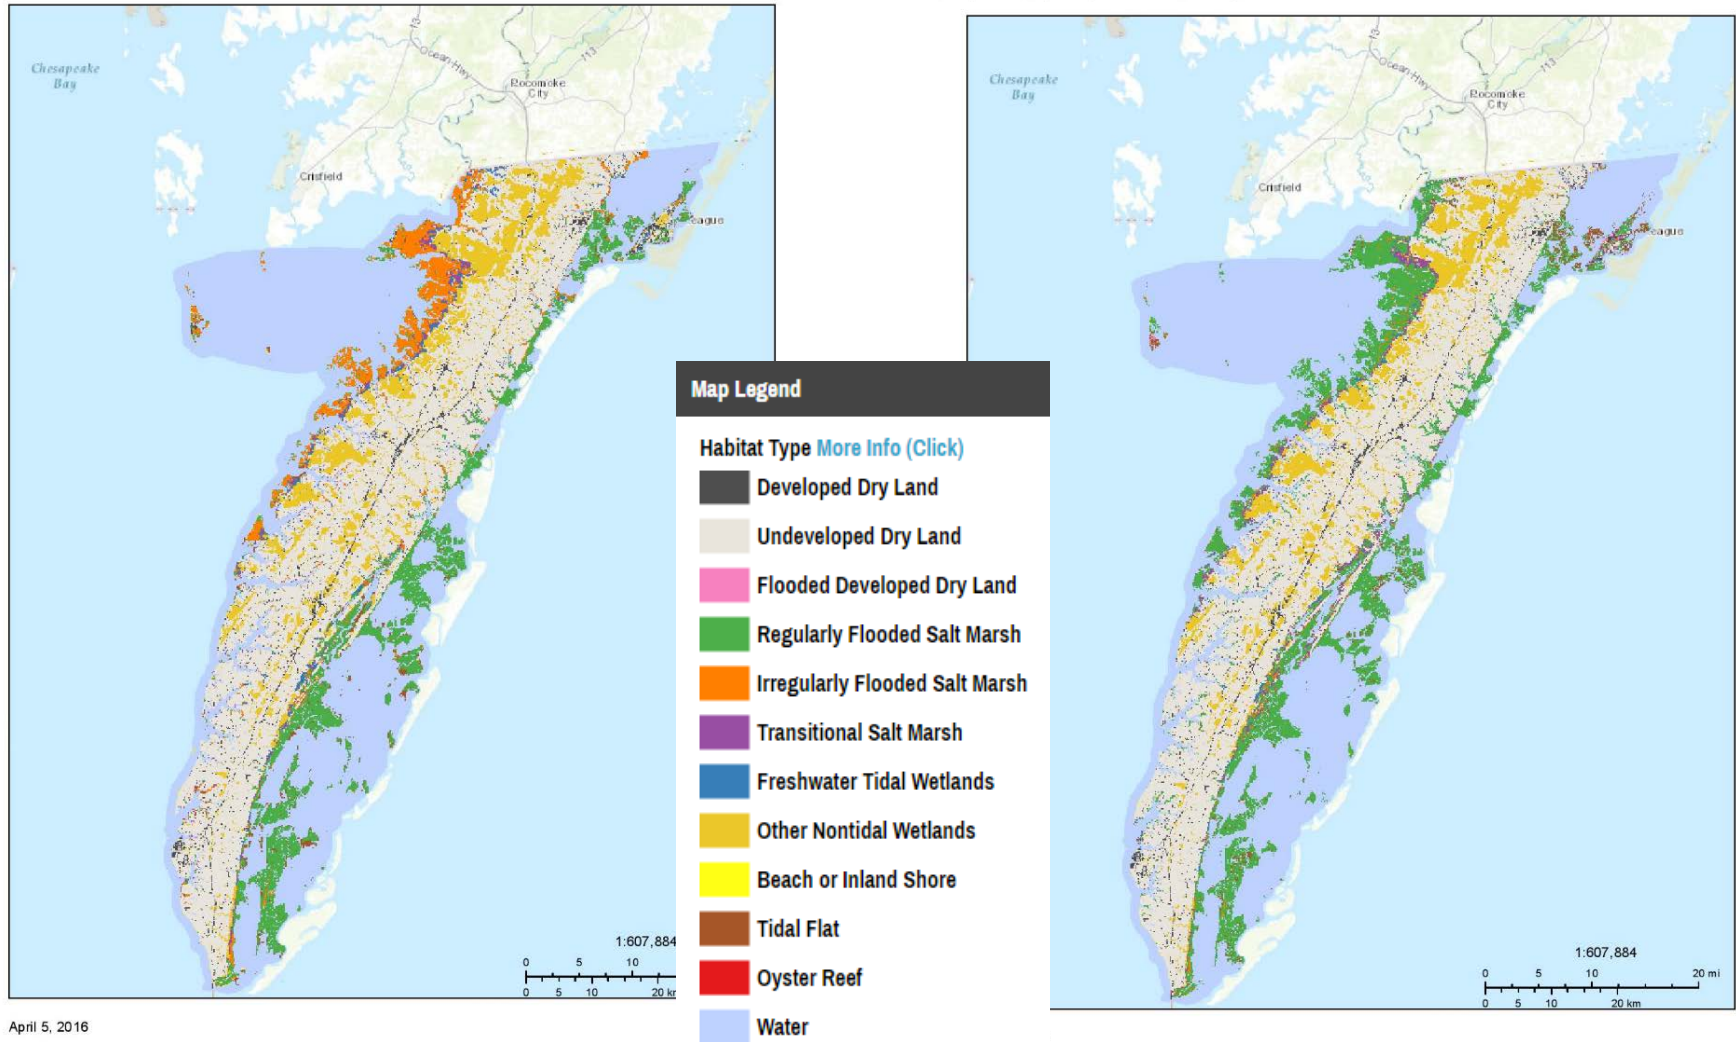 Chesapeake
Bay
13
Ocean-Hwy
113
Pocomoke
City
Crisfield
eague
1:607,884
0 5 10
0 5 10 20 km
April 5, 2016
Map Legend
Habitat Type More Info (Click)
Developed Dry Land
Undeveloped Dry Land
Flooded Developed Dry Land
Regularly Flooded Salt Marsh
Irregularly Flooded Salt Marsh
Transitional Salt Marsh
Freshwater Tidal Wetlands
Other Nontidal Wetlands
Beach or Inland Shore
Tidal Flat
Oyster Reef
Water
Chesapeake
Bay
13
Ocean-Hwy
113
Pocomoke
City
Crisfield
eague
1:607,884
0 5 10 20 mi
0 5 10 20 km